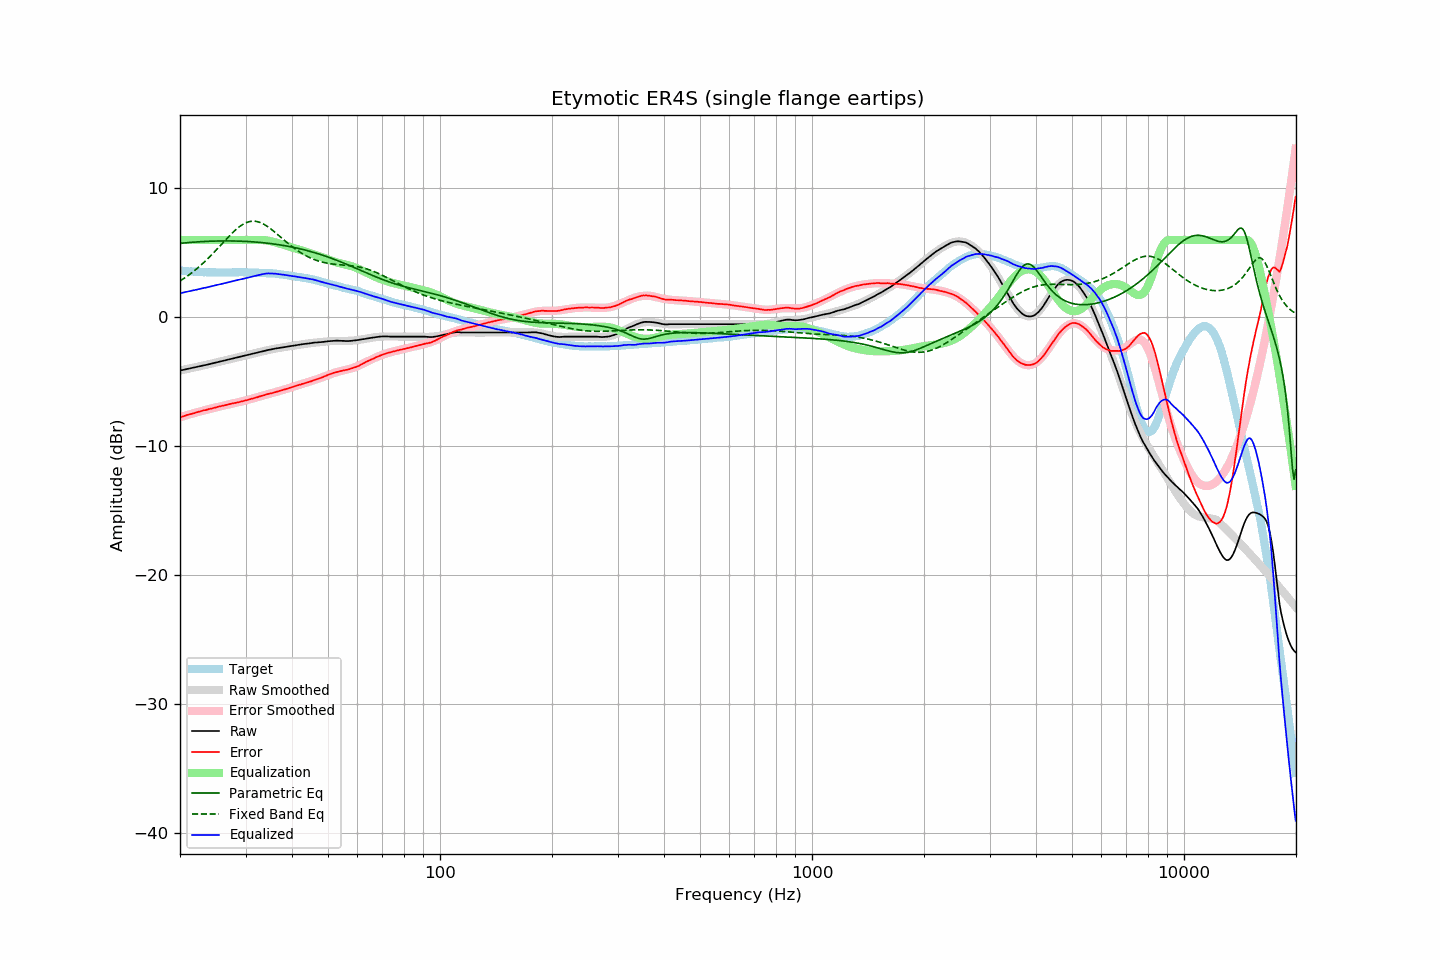 Etymotic ER4S (single flange eartips)
Amplitude (dBr)
10
0
−10
−20
−30
−40
Target
Raw Smoothed
Error Smoothed
Raw
Error
Equalization
Parametric Eq
Fixed Band Eq
Equalized
100 1000 10000
Frequency (Hz)